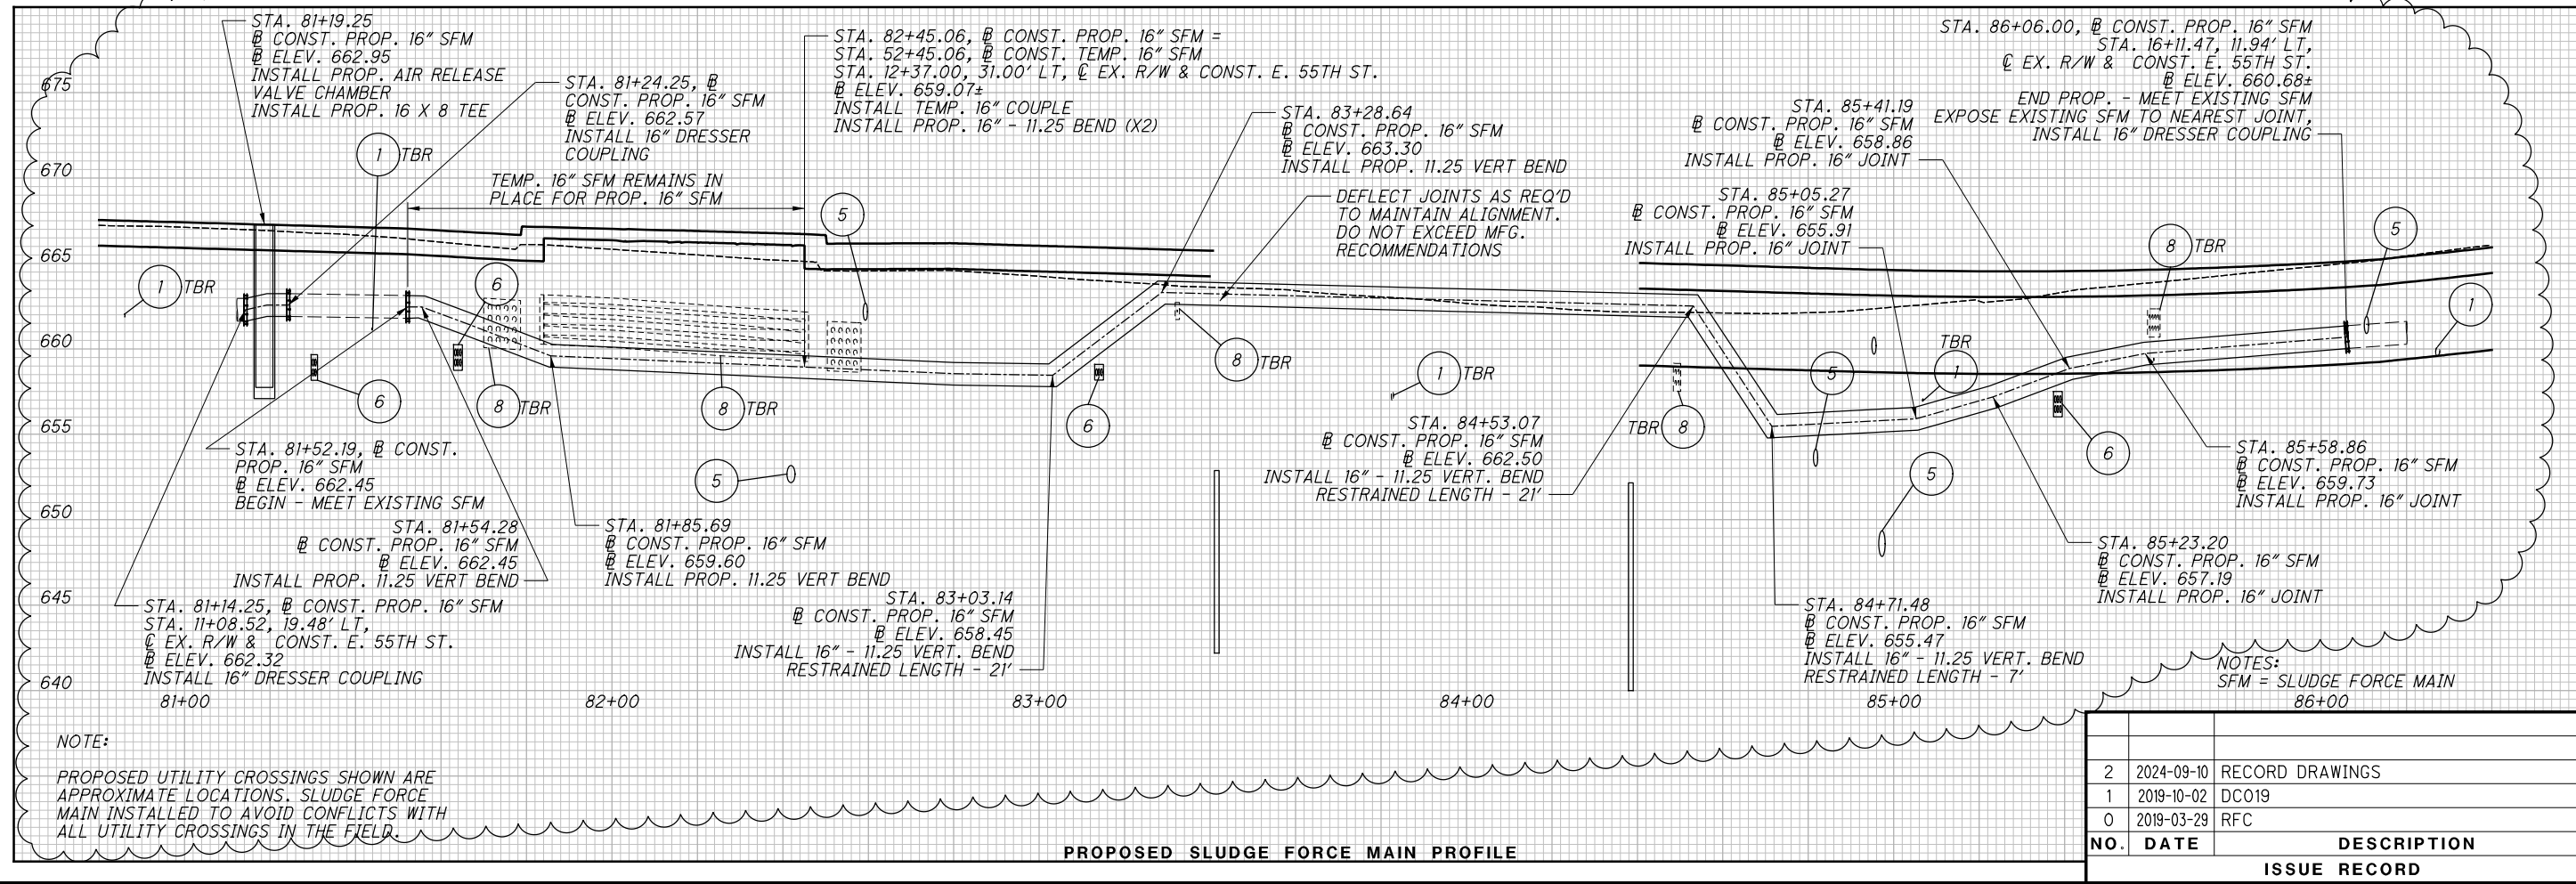 STA. 81+19.25
℄ CONST. PROP. 16" SFM
℄ ELEV. 662.95
INSTALL PROP. AIR RELEASE
VALVE CHAMBER
INSTALL PROP. 16 X 8 TEE
STA. 81+24.25, ℄
CONST. PROP. 16" SFM
℄ ELEV. 662.57
INSTALL 16" DRESSER
COUPLING
TEMP. 16" SFM REMAINS IN
PLACE FOR PROP. 16" SFM
STA. 82+45.06, ℄ CONST. PROP. 16" SFM =
STA. 52+45.06, ℄ CONST. TEMP. 16" SFM
STA. 12+37.00, 31.00' LT, ℄ EX. R/W & CONST. E. 55TH ST.
℄ ELEV. 659.07±
INSTALL TEMP. 16" COUPLE
INSTALL PROP. 16" - 11.25 BEND (X2)
STA. 83+28.64
℄ CONST. PROP. 16" SFM
℄ ELEV. 663.30
INSTALL PROP. 11.25 VERT BEND
DEFLECT JOINTS AS REQ'D
TO MAINTAIN ALIGNMENT.
DO NOT EXCEED MFG.
RECOMMENDATIONS
STA. 85+41.19
℄ CONST. PROP. 16" SFM
℄ ELEV. 658.86
INSTALL PROP. 16" JOINT
STA. 85+05.27
℄ CONST. PROP. 16" SFM
℄ ELEV. 655.91
INSTALL PROP. 16" JOINT
STA. 86+06.00, ℄ CONST. PROP. 16" SFM
STA. 16+11.47, 11.94' LT,
℄ EX. R/W & CONST. E. 55TH ST.
℄ ELEV. 660.68±
END PROP. - MEET EXISTING SFM
EXPOSE EXISTING SFM TO NEAREST JOINT,
INSTALL 16" DRESSER COUPLING
675
670
665
660
655
650
645
640
1 TBR
1 TBR
5
6
6
8 TBR
8 TBR
5
6
8 TBR
1 TBR
TBR 8
5
TBR
1
5
6
8 TBR
5
1
STA. 81+52.19, ℄ CONST.
PROP. 16" SFM
℄ ELEV. 662.45
BEGIN - MEET EXISTING SFM
STA. 81+54.28
℄ CONST. PROP. 16" SFM
℄ ELEV. 662.45
INSTALL PROP. 11.25 VERT BEND
STA. 81+14.25, ℄ CONST. PROP. 16" SFM
STA. 11+08.52, 19.48' LT,
℄ EX. R/W & CONST. E. 55TH ST.
℄ ELEV. 662.32
INSTALL 16" DRESSER COUPLING
STA. 81+85.69
℄ CONST. PROP. 16" SFM
℄ ELEV. 659.60
INSTALL PROP. 11.25 VERT BEND
STA. 83+03.14
℄ CONST. PROP. 16" SFM
℄ ELEV. 658.45
INSTALL 16" - 11.25 VERT. BEND
RESTRAINED LENGTH - 21'
STA. 84+53.07
℄ CONST. PROP. 16" SFM
℄ ELEV. 662.50
INSTALL 16" - 11.25 VERT. BEND
RESTRAINED LENGTH - 21'
STA. 84+71.48
℄ CONST. PROP. 16" SFM
℄ ELEV. 655.47
INSTALL 16" - 11.25 VERT. BEND
RESTRAINED LENGTH - 7'
STA. 85+58.86
℄ CONST. PROP. 16" SFM
℄ ELEV. 659.73
INSTALL PROP. 16" JOINT
STA. 85+23.20
℄ CONST. PROP. 16" SFM
℄ ELEV. 657.19
INSTALL PROP. 16" JOINT
NOTES:
SFM = SLUDGE FORCE MAIN
81+00
82+00
83+00
84+00
85+00
86+00
NOTE:
PROPOSED UTILITY CROSSINGS SHOWN ARE
APPROXIMATE LOCATIONS. SLUDGE FORCE
MAIN INSTALLED TO AVOID CONFLICTS WITH
ALL UTILITY CROSSINGS IN THE FIELD.
PROPOSED SLUDGE FORCE MAIN PROFILE
2 2024-09-10 RECORD DRAWINGS
1 2019-10-02 DC019
0 2019-03-29 RFC
NO. DATE DESCRIPTION
ISSUE RECORD